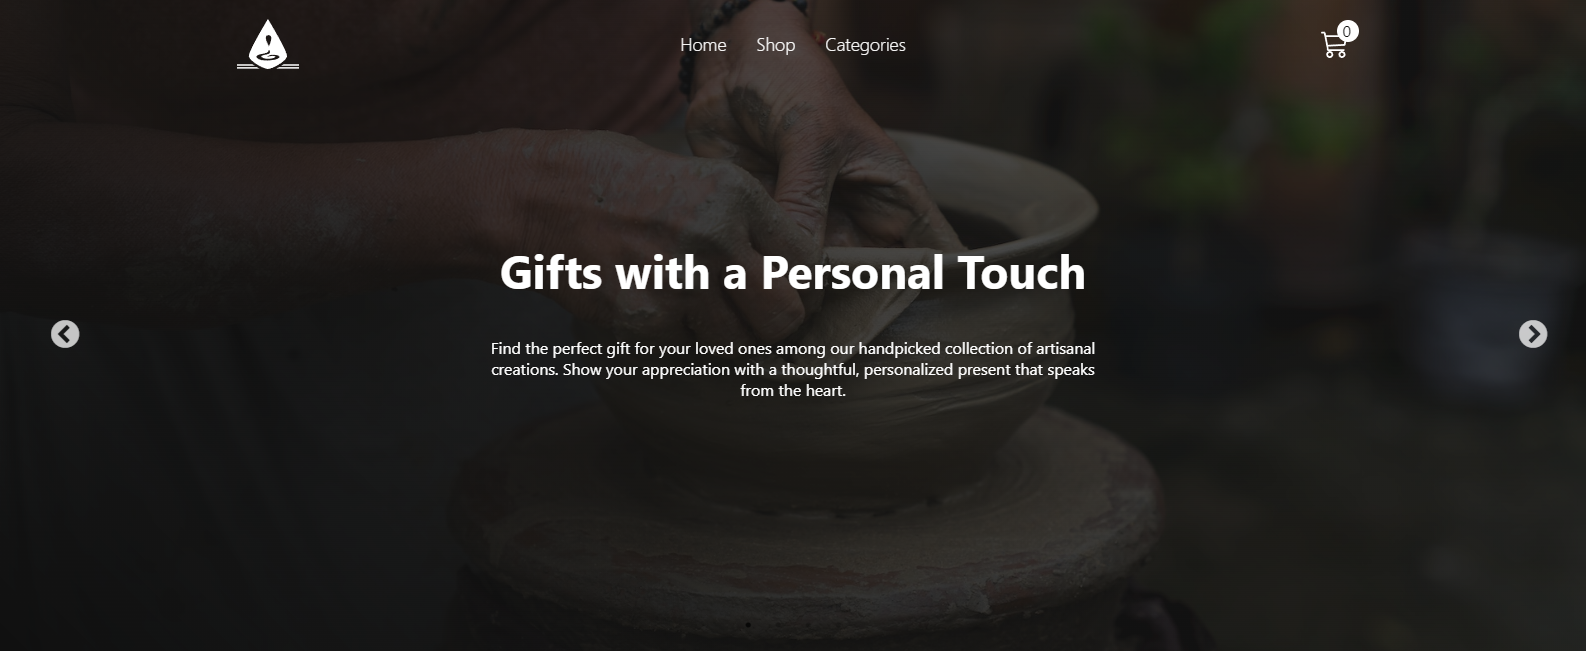 Home Shop Categories
0
Gifts with a Personal Touch
Find the perfect gift for your loved ones among our handpicked collection of artisanal
creations. Show your appreciation with a thoughtful, personalized present that speaks
from the heart.